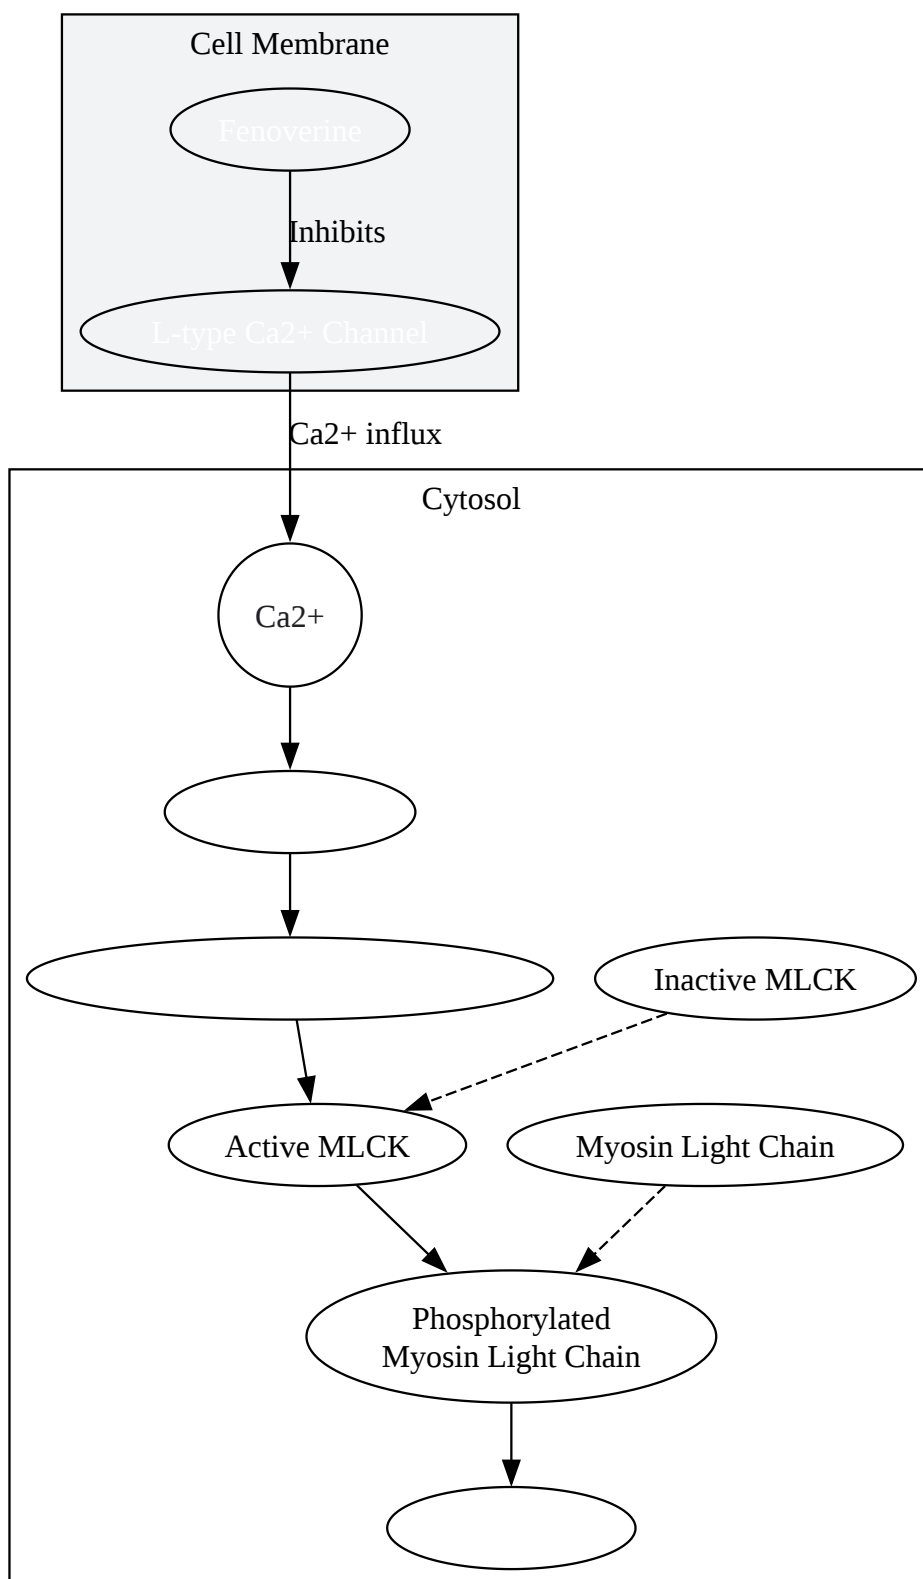 Cell Membrane
Fenoverine
Inhibits
L-type Ca2+ Channel
Ca2+ influx
Cytosol
Ca2+
Inactive MLCK
Active MLCK
Myosin Light Chain
Phosphorylated
Myosin Light Chain